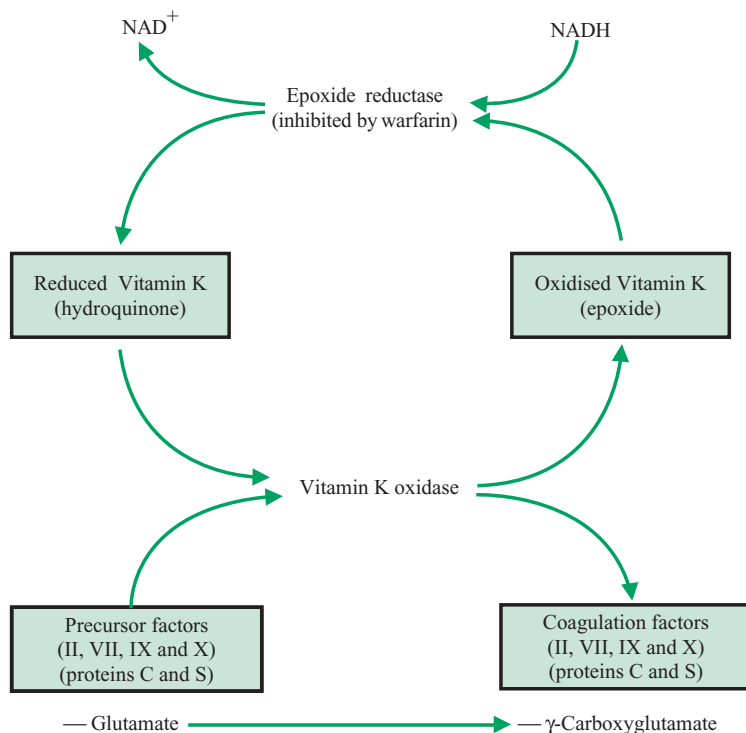 NAD+
NADH
Epoxide reductase
(inhibited by warfarin)
Reduced Vitamin K
(hydroquinone)
Oxidised Vitamin K
(epoxide)
Vitamin K oxidase
Precursor factors
(II, VII, IX and X)
(proteins C and S)
Coagulation factors
(II, VII, IX and X)
(proteins C and S)
— Glutamate
— γ-Carboxyglutamate